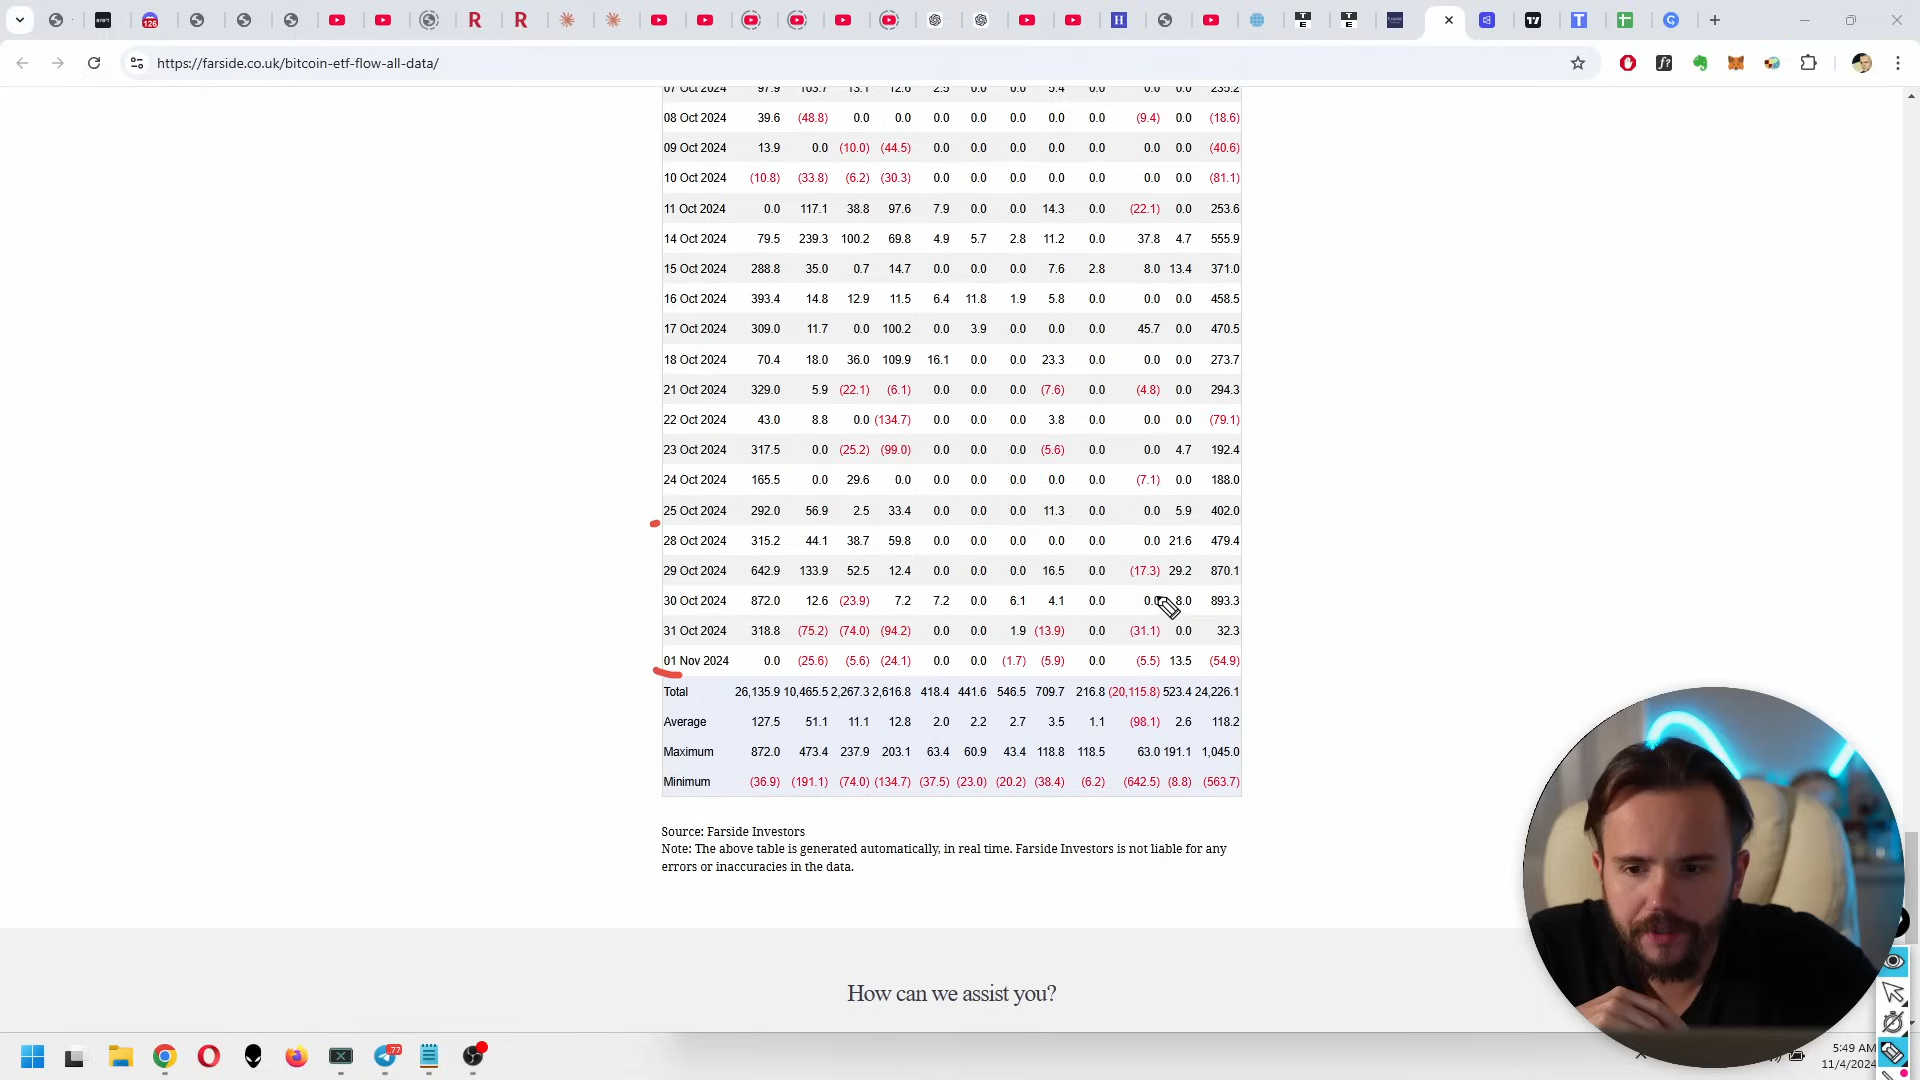 126
R
R
H
T
E
T
E
https://farside.co.uk/bitcoin-etf-flow-all-data/
07 Oct 2024 97.9 103.7 13.1 12.6 2.5 0.0 0.0 5.4 0.0 0.0 0.0 235.2
08 Oct 2024 39.6 (48.8) 0.0 0.0 0.0 0.0 0.0 0.0 0.0 (9.4) 0.0 (18.6)
09 Oct 2024 13.9 0.0 (10.0) (44.5) 0.0 0.0 0.0 0.0 0.0 0.0 0.0 (40.6)
10 Oct 2024 (10.8) (33.8) (6.2) (30.3) 0.0 0.0 0.0 0.0 0.0 0.0 0.0 (81.1)
11 Oct 2024 0.0 117.1 38.8 97.6 7.9 0.0 0.0 14.3 0.0 (22.1) 0.0 253.6
14 Oct 2024 79.5 239.3 100.2 69.8 4.9 5.7 2.8 11.2 0.0 37.8 4.7 555.9
15 Oct 2024 288.8 35.0 0.7 14.7 0.0 0.0 0.0 7.6 2.8 8.0 13.4 371.0
16 Oct 2024 393.4 14.8 12.9 11.5 6.4 11.8 1.9 5.8 0.0 0.0 0.0 458.5
17 Oct 2024 309.0 11.7 0.0 100.2 0.0 3.9 0.0 0.0 0.0 45.7 0.0 470.5
18 Oct 2024 70.4 18.0 36.0 109.9 16.1 0.0 0.0 23.3 0.0 0.0 0.0 273.7
21 Oct 2024 329.0 5.9 (22.1) (6.1) 0.0 0.0 0.0 (7.6) 0.0 (4.8) 0.0 294.3
22 Oct 2024 43.0 8.8 0.0 (134.7) 0.0 0.0 0.0 3.8 0.0 0.0 0.0 (79.1)
23 Oct 2024 317.5 0.0 (25.2) (99.0) 0.0 0.0 0.0 (5.6) 0.0 0.0 4.7 192.4
24 Oct 2024 165.5 0.0 29.6 0.0 0.0 0.0 0.0 0.0 0.0 (7.1) 0.0 188.0
25 Oct 2024 292.0 56.9 2.5 33.4 0.0 0.0 0.0 11.3 0.0 0.0 5.9 402.0
28 Oct 2024 315.2 44.1 38.7 59.8 0.0 0.0 0.0 0.0 0.0 0.0 21.6 479.4
29 Oct 2024 642.9 133.9 52.5 12.4 0.0 0.0 0.0 16.5 0.0 (17.3) 29.2 870.1
30 Oct 2024 872.0 12.6 (23.9) 7.2 7.2 0.0 6.1 4.1 0.0 0.0 8.0 893.3
31 Oct 2024 318.8 (75.2) (74.0) (94.2) 0.0 0.0 1.9 (13.9) 0.0 (31.1) 0.0 32.3
01 Nov 2024 0.0 (25.6) (5.6) (24.1) 0.0 0.0 (1.7) (5.9) 0.0 (5.5) 13.5 (54.9)
Total 26,135.9 10,465.5 2,267.3 2,616.8 418.4 441.6 546.5 709.7 216.8 (20,115.8) 523.4 24,226.1
Average 127.5 51.1 11.1 12.8 2.0 2.2 2.7 3.5 1.1 (98.1) 2.6 118.2
Maximum 872.0 473.4 237.9 203.1 63.4 60.9 43.4 118.8 118.5 63.0 191.1 1,045.0
Minimum (36.9) (191.1) (74.0) (134.7) (37.5) (23.0) (20.2) (38.4) (6.2) (642.5) (8.8) (563.7)
Source: Farside Investors
Note: The above table is generated automatically, in real time. Farside Investors is not liable for any
errors or inaccuracies in the data.
How can we assist you?
77
5:49 AM
11/4/2024